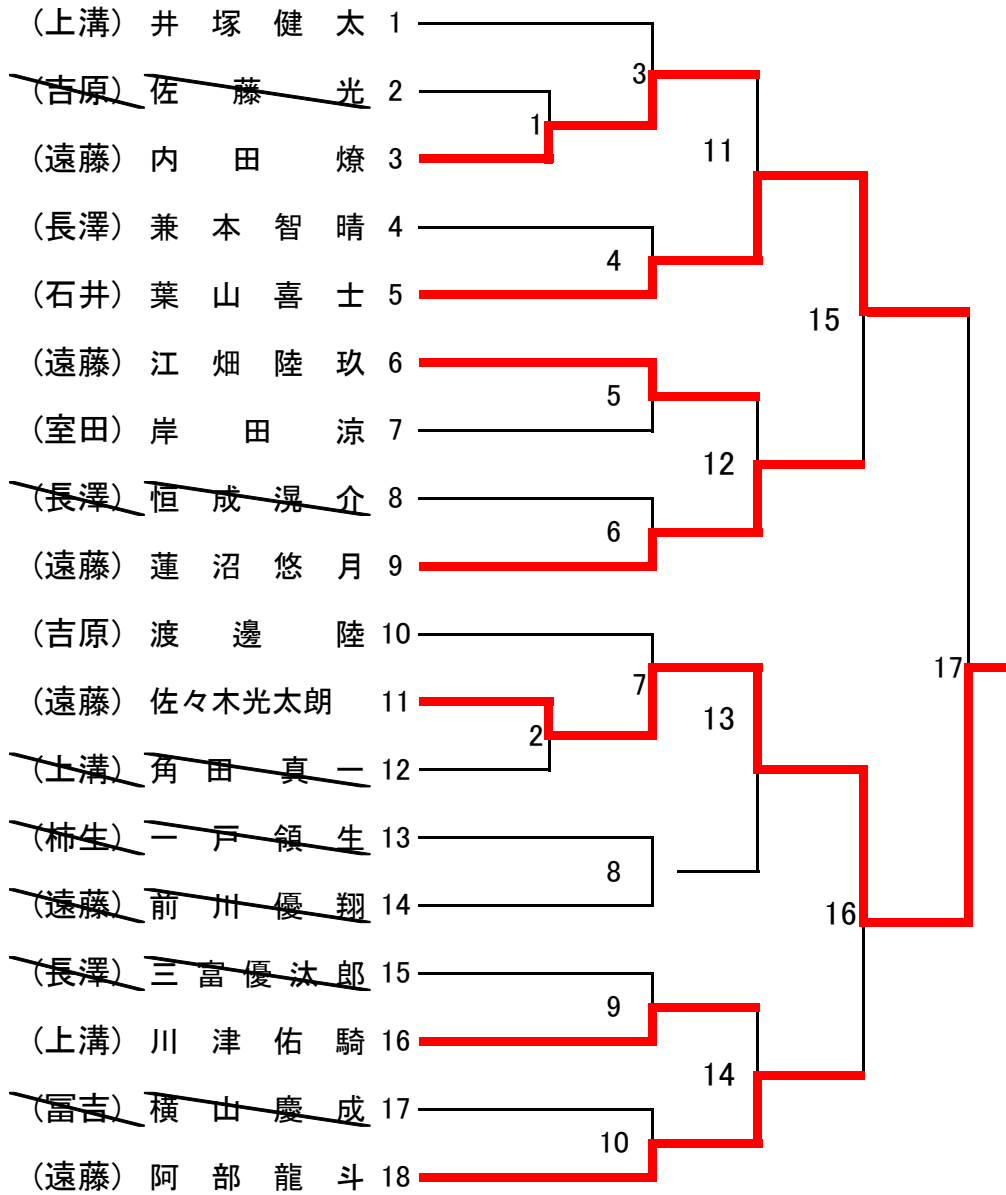 (上溝) 井塚健太 1
(吉原) 佐藤光 2
(遠藤) 内田燎 3
(長澤) 兼本智晴 4
(石井) 葉山喜士 5
(遠藤) 江畑陸玖 6
(室田) 岸田涼 7
(長澤) 恒成滉介 8
(遠藤) 蓮沼悠月 9
(吉原) 渡邊陸 10
(遠藤) 佐々木光太朗 11
(上溝) 角田真一 12
(柿生) 一戸領生 13
(遠藤) 前川優翔 14
(長澤) 三富優汰郎 15
(上溝) 川津佑騎 16
(冨吉) 横山慶成 17
(遠藤) 阿部龍斗 18
1
2
3
4
5
6
7
8
9
10
11
12
13
14
15
16
17